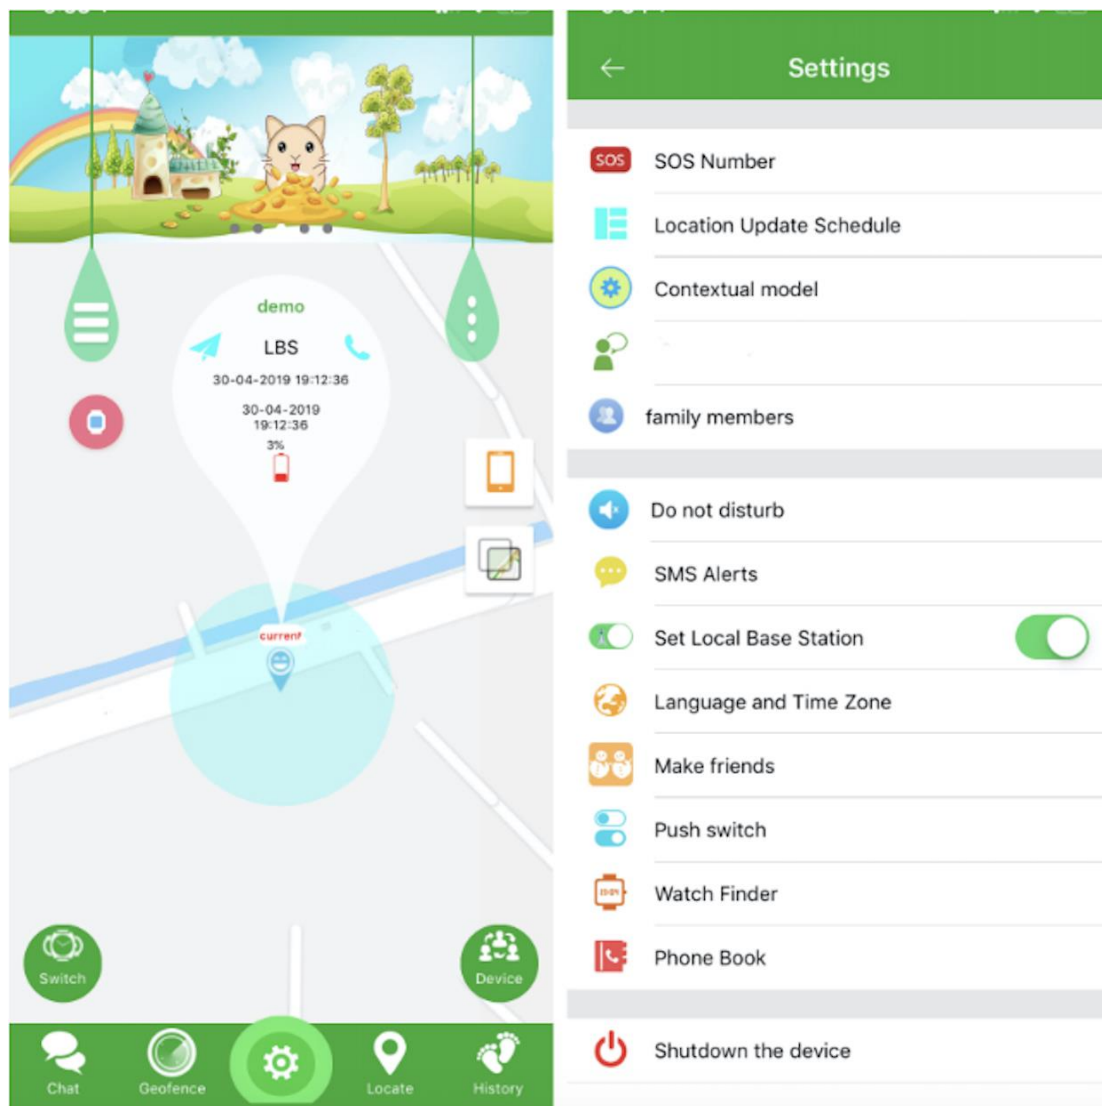 demo
LBS
30-04-2019 19:12:36
30-04-2019
19:12:36
3%
current
Switch
Device
Chat
Geofence
Locate
History
Settings
SOS
SOS Number
Location Update Schedule
Contextual model
family members
Do not disturb
SMS Alerts
Set Local Base Station
Language and Time Zone
Make friends
Push switch
Watch Finder
Phone Book
Shutdown the device